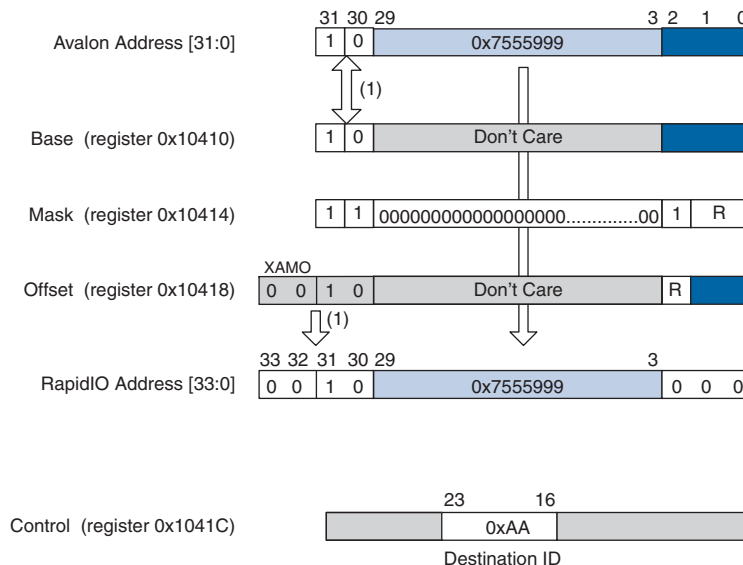 31 30 29 3 2 1 0
Avalon Address [31:0] 1 0 0x7555999
(1)
Base (register 0x10410) 1 0 Don't Care
Mask (register 0x10414) 1 1 000000000000000000..............00 1 R
XAMO
Offset (register 0x10418) 0 0 1 0 Don't Care R
(1)
33 32 31 30 29 3
RapidIO Address [33:0] 0 0 1 0 0x7555999 0 0 0
23 16
Control (register 0x1041C) 0xAA
Destination ID